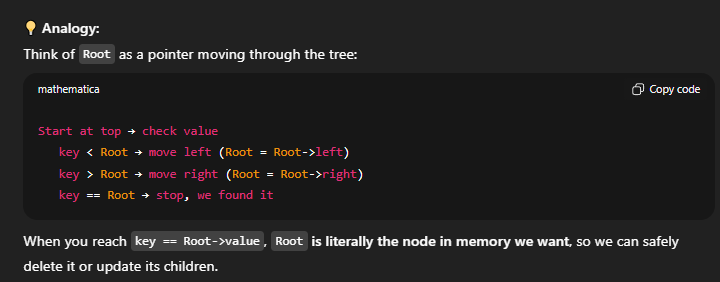 💡 Analogy:
Think of Root as a pointer moving through the tree:
mathematica
Copy code
Start at top → check value
   key < Root → move left (Root = Root->left)
   key > Root → move right (Root = Root->right)
   key == Root → stop, we found it
When you reach key == Root->value, Root is literally the node in memory we want, so we can safely
delete it or update its children.